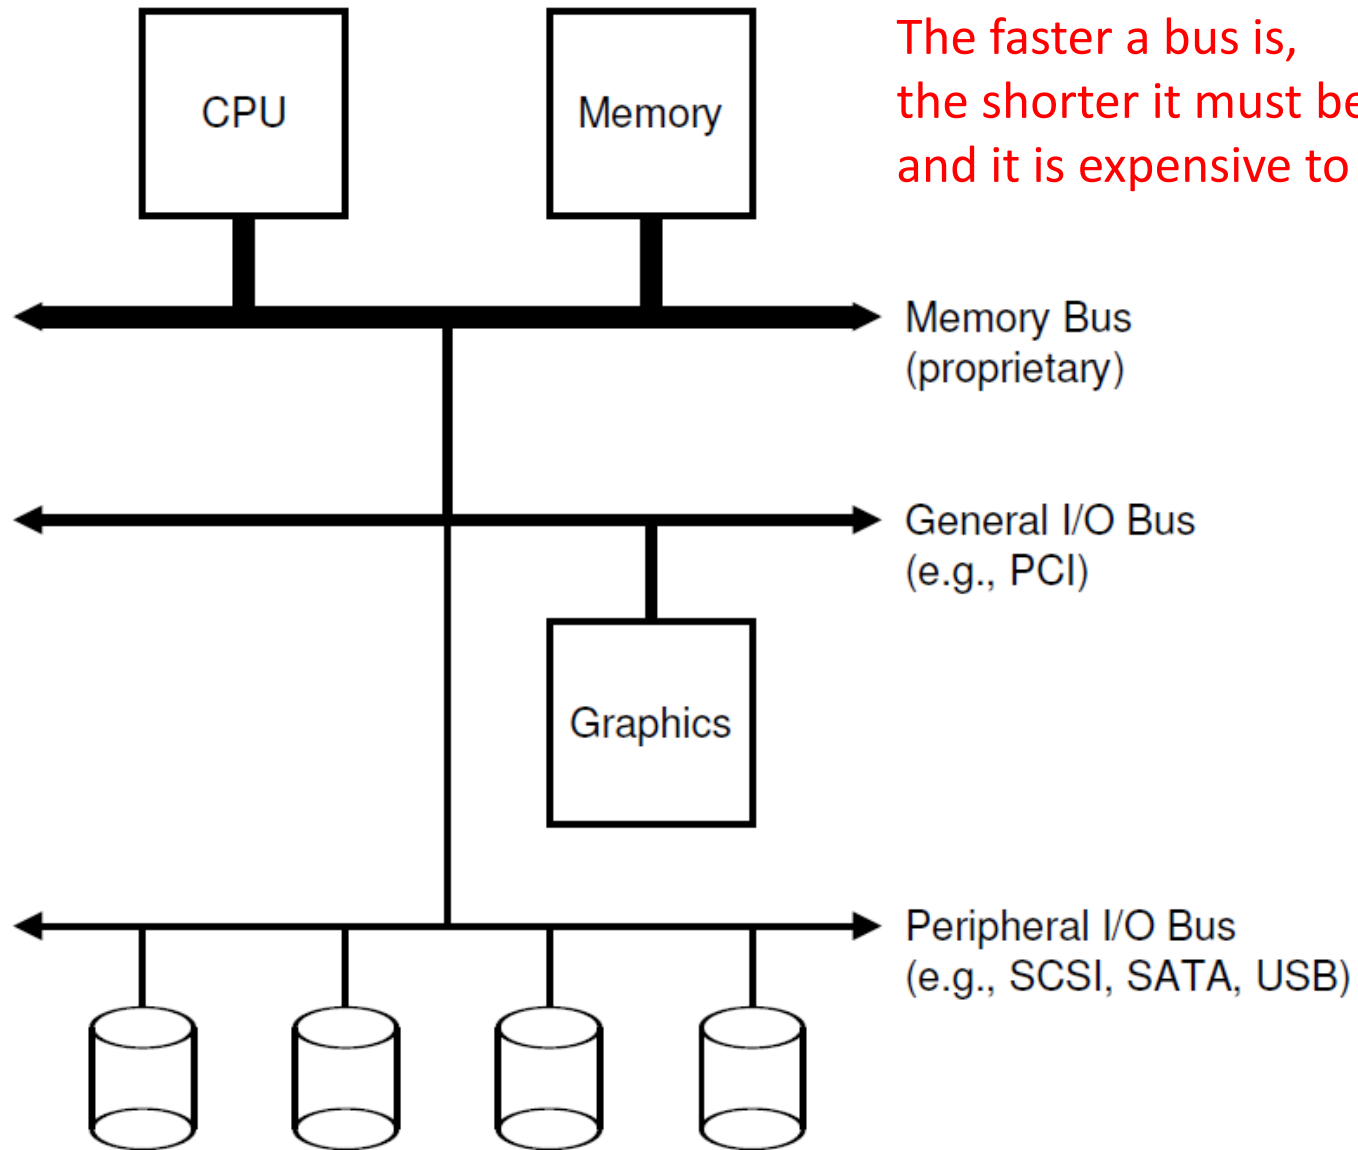 CPU
Memory
The faster a bus is,
the shorter it must be
and it is expensive to
Memory Bus
(proprietary)
General I/O Bus
(e.g., PCI)
Graphics
Peripheral I/O Bus
(e.g., SCSI, SATA, USB)